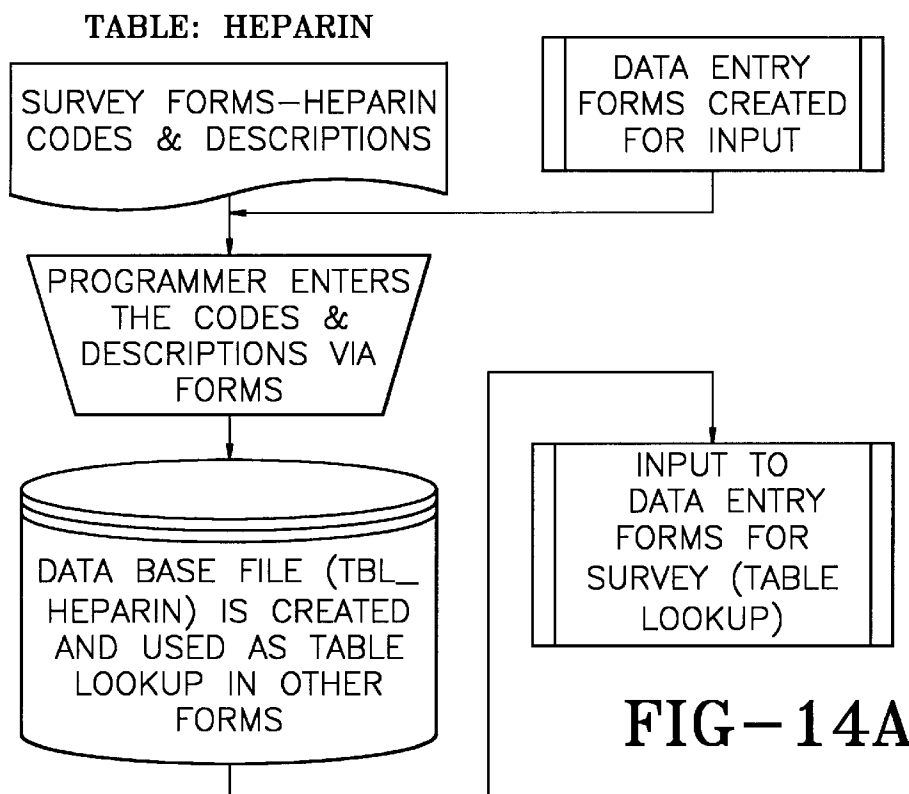 TABLE: HEPARIN
SURVEY FORMS-HEPARIN
CODES & DESCRIPTIONS
DATA ENTRY
FORMS CREATED
FOR INPUT
PROGRAMMER ENTERS
THE CODES &
DESCRIPTIONS VIA
FORMS
DATA BASE FILE (TBL_
HEPARIN) IS CREATED
AND USED AS TABLE
LOOKUP IN OTHER
FORMS
INPUT TO
DATA ENTRY
FORMS FOR
SURVEY (TABLE
LOOKUP)
FIG-14A